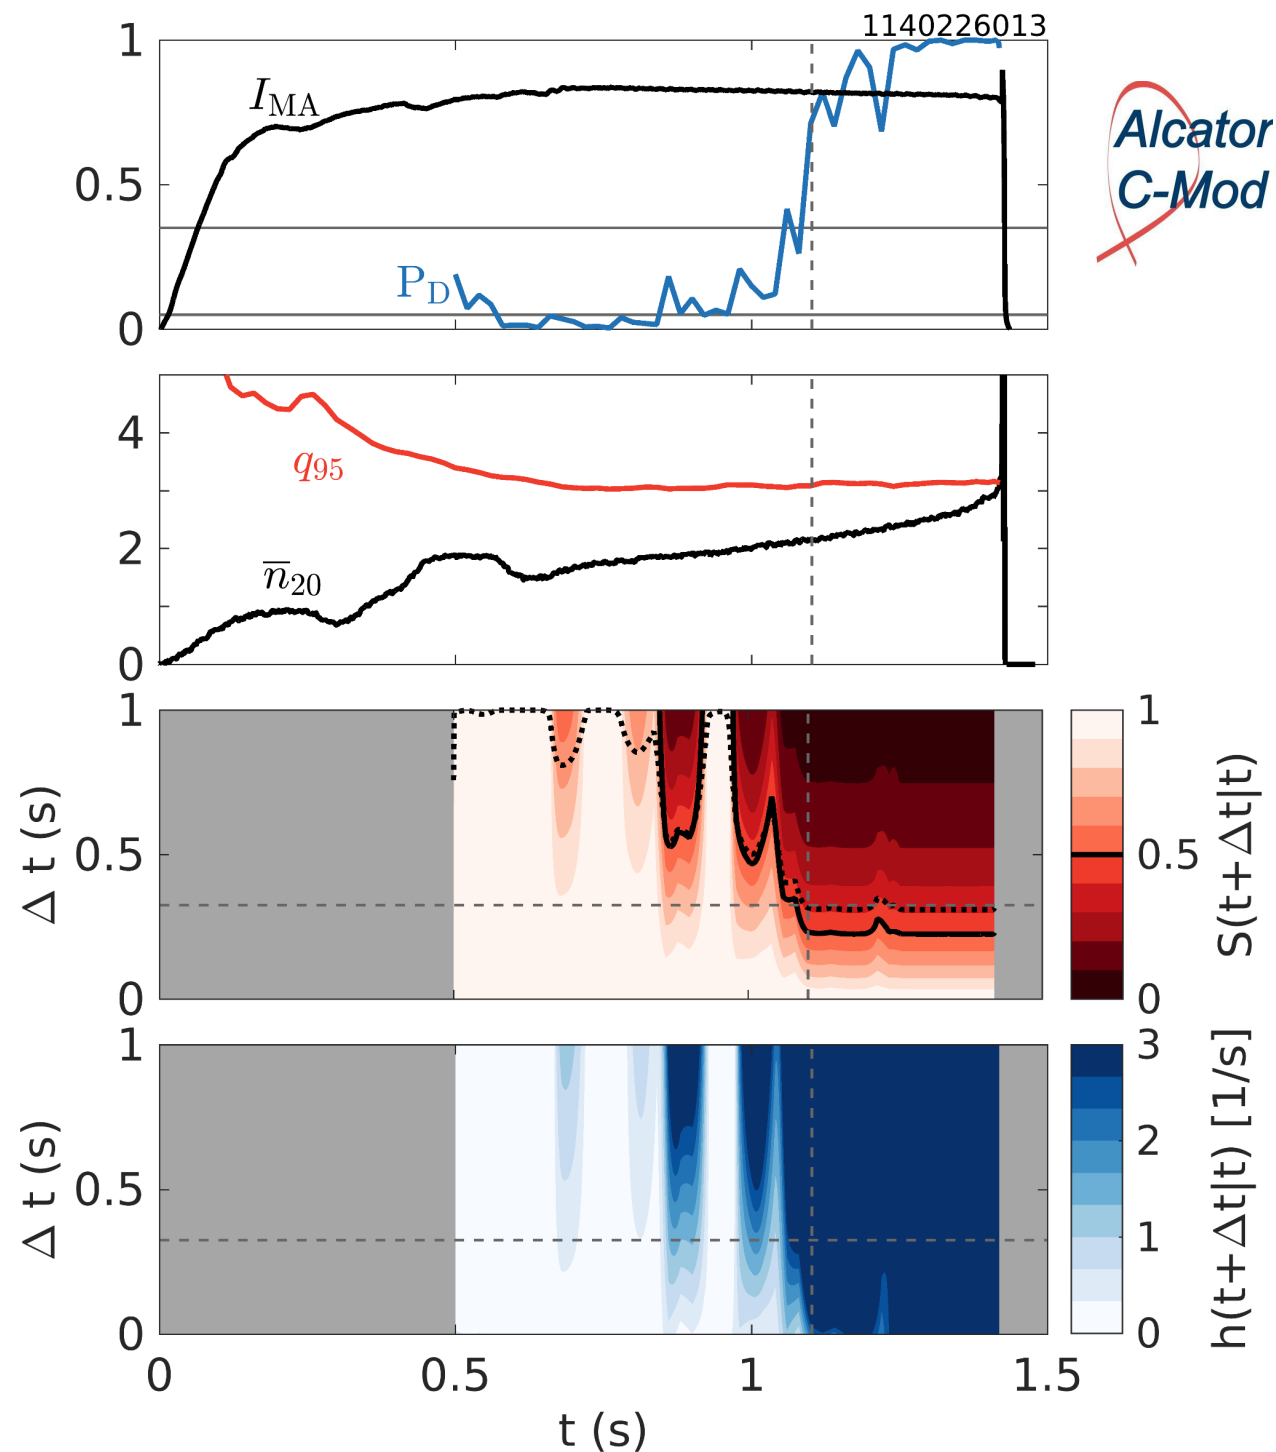 1140226013
1
0.5
0
I_MA
P_D
Alcator
C-Mod
4
2
0
q_95
n̅_20
1
0.5
0
Δ t (s)
1
0.5
0
S(t+Δt|t)
1
0.5
0
Δ t (s)
3
2
1
0
h(t+Δt|t) [1/s]
0
0.5
1
1.5
t (s)